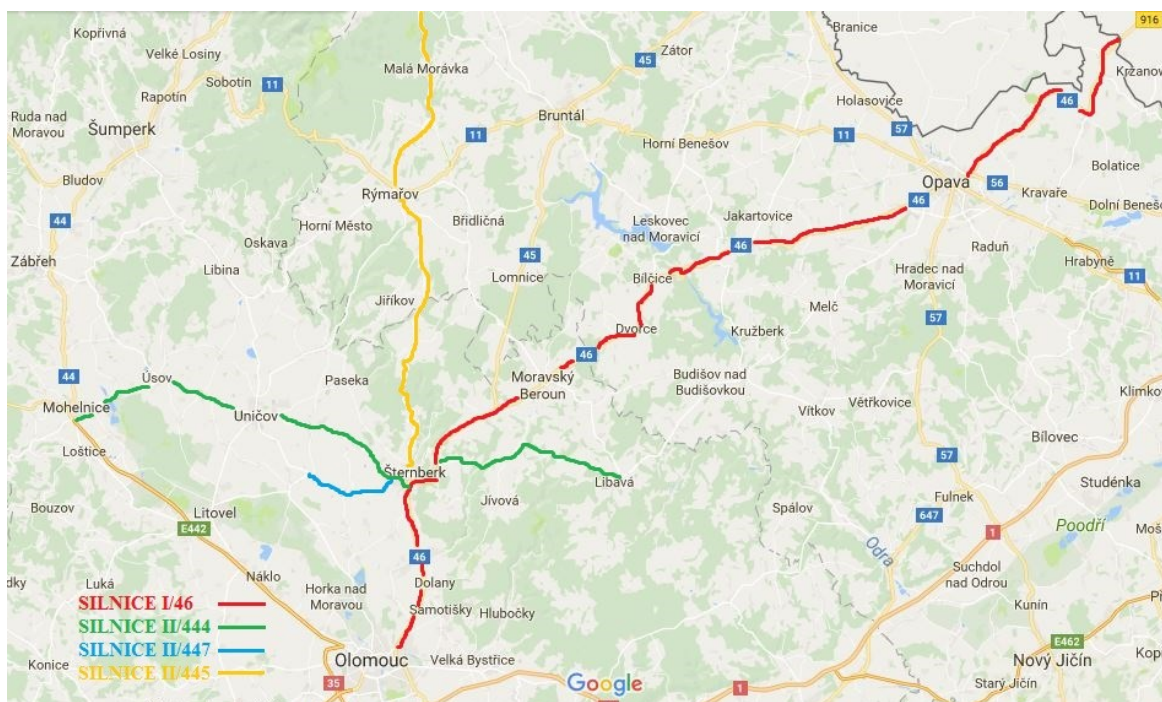 Kopřivná
Branice
916
Velké Losiny
Zátor
45
Malá Morávka
Sobotín
11
Krzanow
Rapotín
Holasovice
46
Ruda nad
Moravou
Šumperk
Bruntál
57
11
11
Horní Benešov
Bolatice
Bludov
Opava
56
Rýmařov
Kravaře
44
46
Jakartovice
Dolní Benešo
Horní Město
Břidličná
Leskovec
nad Moravicí
Oskava
46
Raduň
45
Zábřeh
Libina
Hrabyně
Lomnice
Bílčice
Hradec nad
Moravicí
11
Jiříkov
Melč
57
Dvorce
Kružberk
46
44
Úsov
Paseka
Moravský
Beroun
Budišov nad
Budišovkou
Klimko
Mohelnice
Uničov
Vítkov
Větřkovice
Bílovec
Loštice
57
Šternberk
Libavá
Studénka
Jívová
Fulnek
Bouzov
Litovel
Spálov
647
Poodří
E442
1
Moš
46
Odra
Suchdol
nad Odrou
dky
Luká
Náklo
Horka nad
Moravou
Dolany
SILNICE I/46
Samotišky
Hlubočky
Kunín
SILNICE II/444
E462
SILNICE II/447
Konice
Olomouc
Velká Bystřice
Nový Jičín
Kop
SILNICE II/445
35
Google
1
Starý Jičín